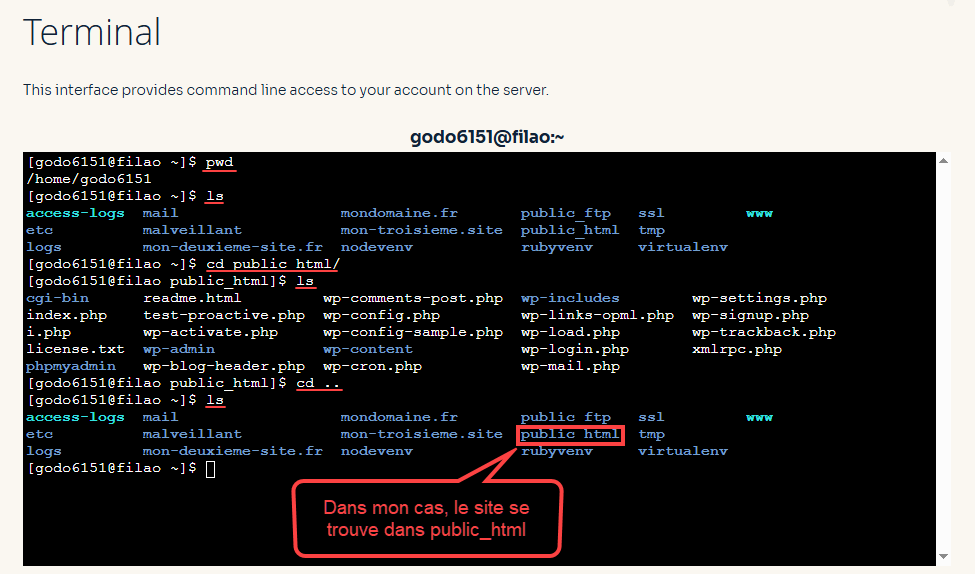 Terminal
This interface provides command line access to your account on the server.
godo6151@filao:~
[godo6151@filao ~]$ pwd
/home/godo6151
[godo6151@filao ~]$ ls
access-logs mail mondomaine.fr public_ftp ssl www
etc malveillant mon-troisieme.site public_html tmp
logs mon-deuxieme-site.fr nodevenv rubyvenv virtualenv
[godo6151@filao ~]$ cd public_html/
[godo6151@filao public_html]$ ls
cgi-bin readme.html wp-comments-post.php wp-includes wp-settings.php
index.php test-proactive.php wp-config.php wp-links-opml.php wp-signup.php
i.php wp-activate.php wp-config-sample.php wp-load.php wp-trackback.php
license.txt wp-admin wp-content wp-login.php xmlrpc.php
phpmyadmin wp-blog-header.php wp-cron.php wp-mail.php
[godo6151@filao public_html]$ cd ..
[godo6151@filao ~]$ ls
access-logs mail mondomaine.fr public_ftp ssl www
etc malveillant mon-troisieme.site public_html tmp
logs mon-deuxieme-site.fr nodevenv rubyvenv virtualenv
[godo6151@filao ~]$
Dans mon cas, le site se
trouve dans public_html